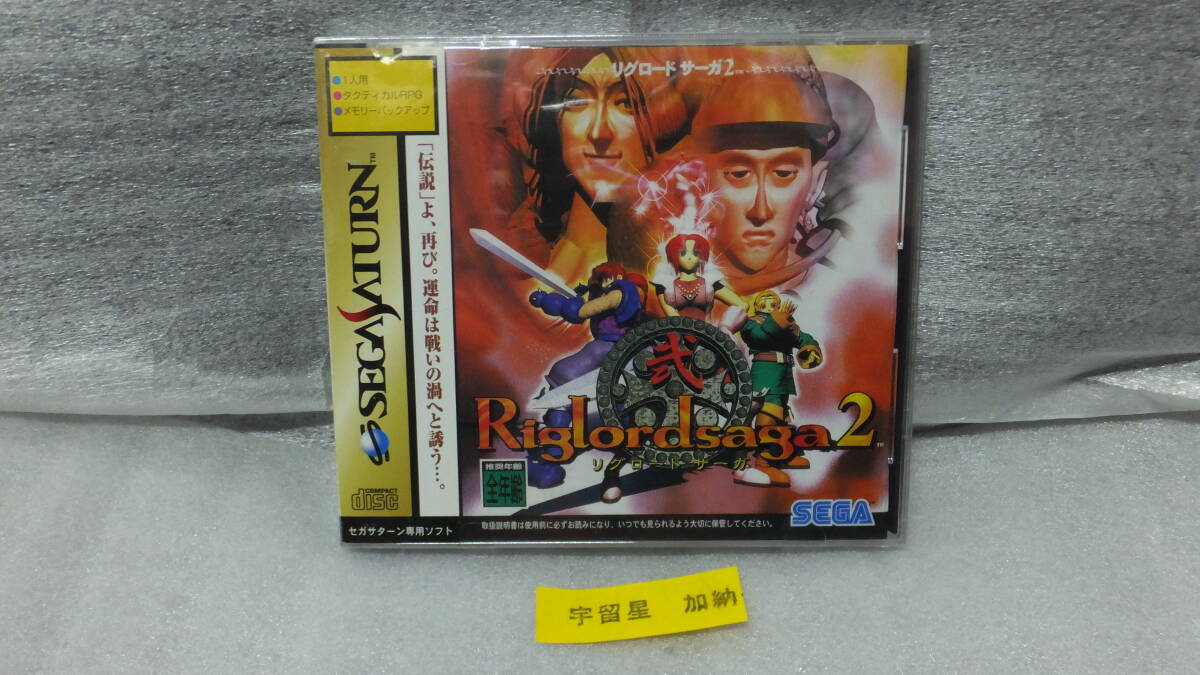 ●1人用
●タクティカルRPG
●メモリーバックアップ
SEGA SATURN™
COMPACT
disc
セガサターン専用ソフト
「伝説」よ、再び。運命は戦いの渦へと誘う…。
リグロード サーガ2™
弐
Riglordsaga2™
リグロード サーガ
推奨年齢
全年齢
SEGA
取扱説明書は使用前に必ずお読みになり、いつでも見られるよう大切に保管してください。
宇留星 加納